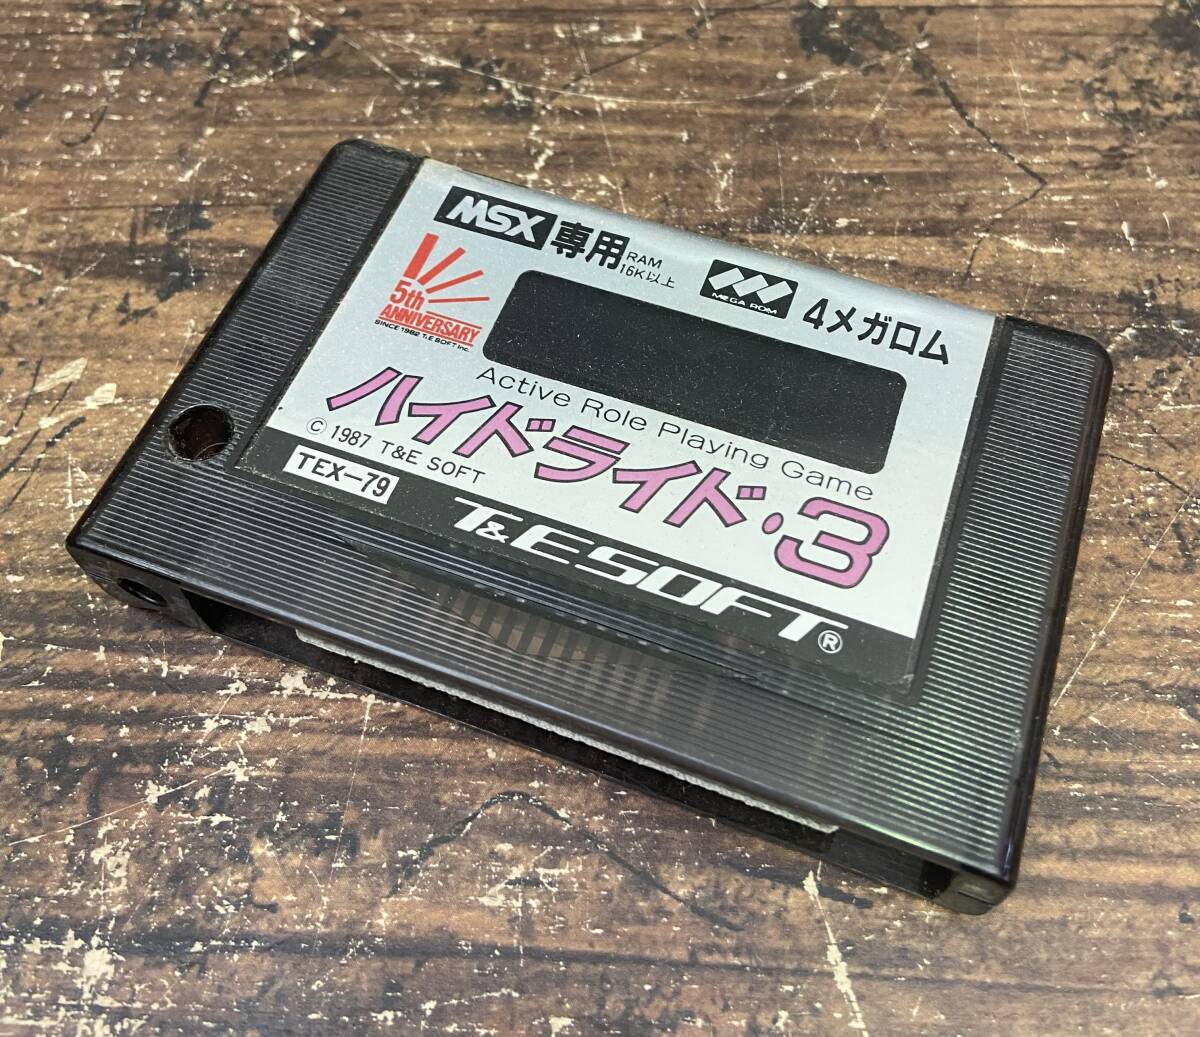 MSX 専用 RAM 16K以上
MEGA ROM 4メガロム
5th
ANNIVERSARY
SINCE 1982 T&E SOFT Inc.
Active Role Playing Game
ハイドライド・3
© 1987 T&E SOFT
TEX-79
T&E SOFT®